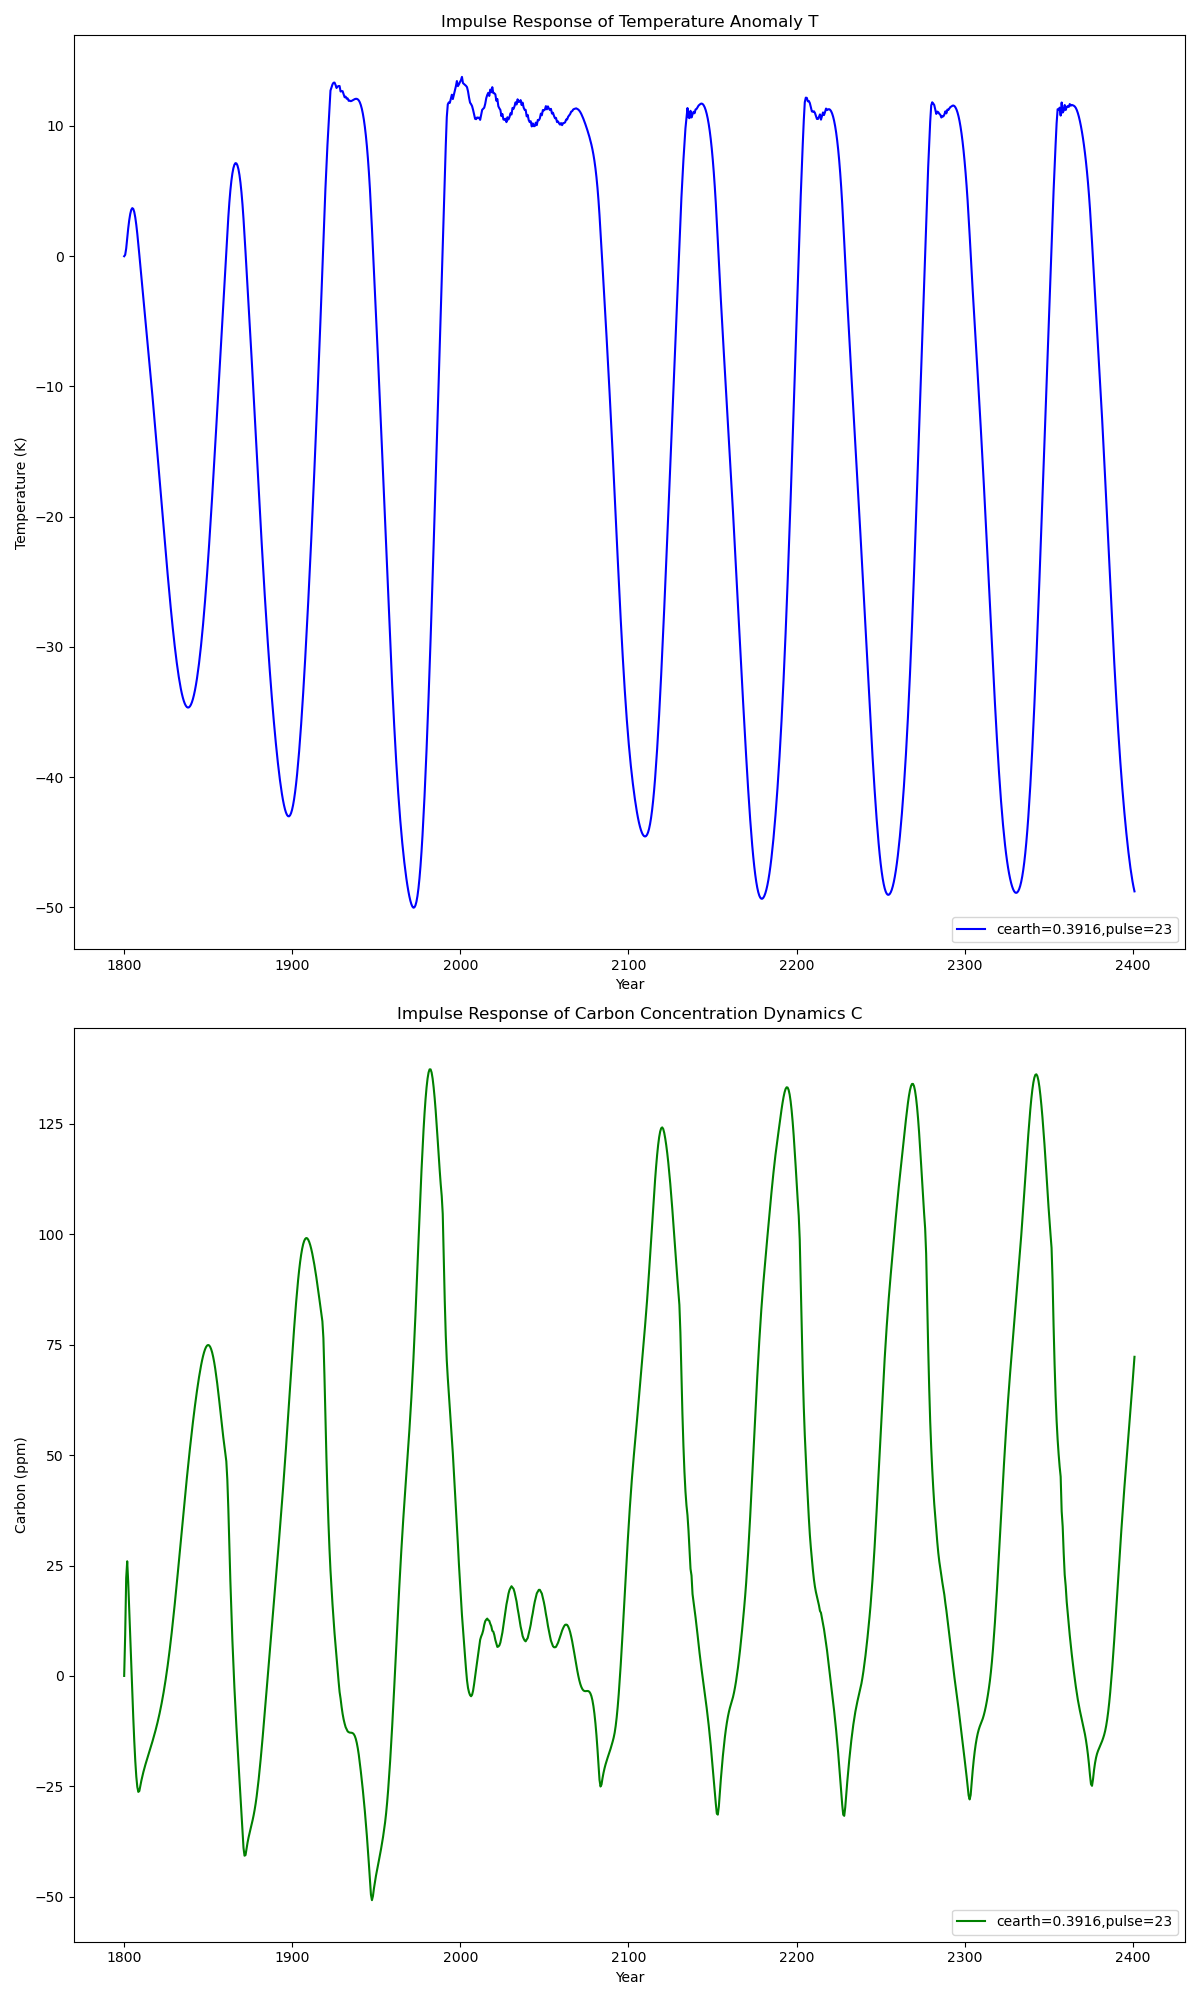 Impulse Response of Temperature Anomaly T
Temperature (K)
10
0
−10
−20
−30
−40
−50
cearth=0.3916,pulse=23
1800 1900 2000 2100 2200 2300 2400
Year
Impulse Response of Carbon Concentration Dynamics C
Carbon (ppm)
125
100
75
50
25
0
−25
−50
cearth=0.3916,pulse=23
1800 1900 2000 2100 2200 2300 2400
Year